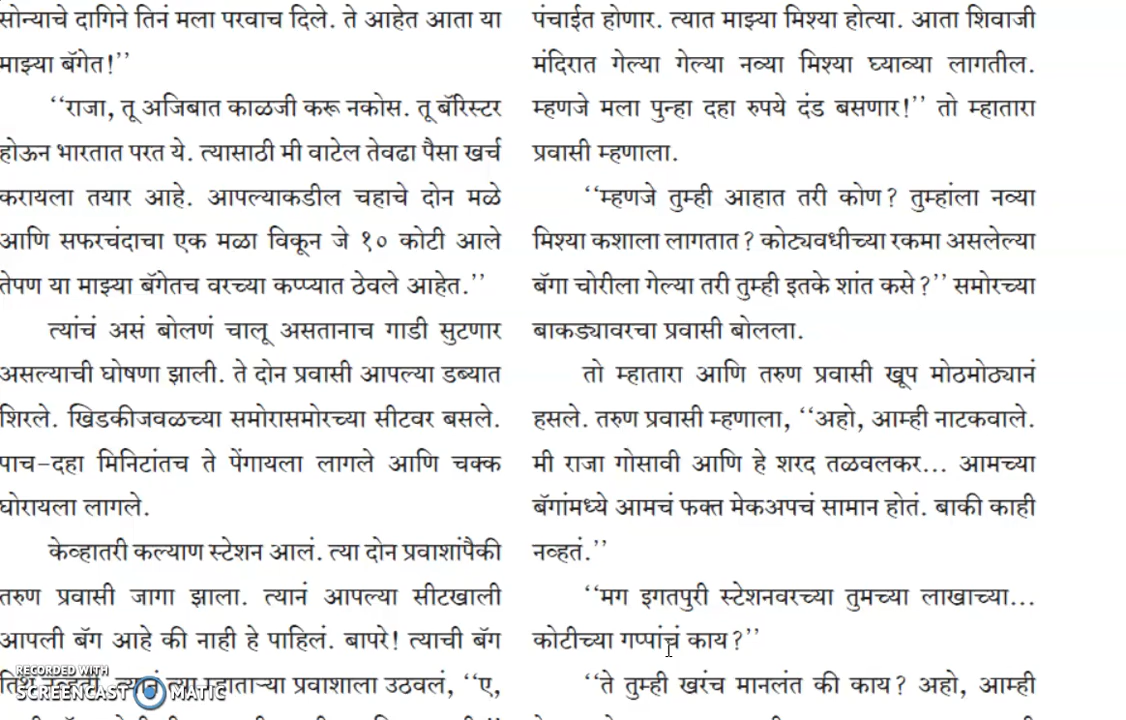 सोन्याचे दागिने तिनं मला परवाच दिले. ते आहेत आता या
माझ्या बॅगेत!’’
‘‘राजा, तू अजिबात काळजी करू नकोस. तू बॅरिस्टर
होऊन भारतात परत ये. त्यासाठी मी वाटेल तेवढा पैसा खर्च
करायला तयार आहे. आपल्याकडील चहाचे दोन मळे
आणि सफरचंदाचा एक मळा विकून जे १० कोटी आले
तेपण या माझ्या बॅगेतच वरच्या कप्प्यात ठेवले आहेत.’’
त्यांचं असं बोलणं चालू असतानाच गाडी सुटणार
असल्याची घोषणा झाली. ते दोन प्रवासी आपल्या डब्यात
शिरले. खिडकीजवळच्या समोरासमोरच्या सीटवर बसले.
पाच-दहा मिनिटांतच ते पेंगायला लागले आणि चक्क
घोरायला लागले.
केव्हातरी कल्याण स्टेशन आलं. त्या दोन प्रवाशांपैकी
तरुण प्रवासी जागा झाला. त्यानं आपल्या सीटखाली
आपली बॅग आहे की नाही हे पाहिलं. बापरे! त्याची बॅग
तिथं नव्हती. त्यानं त्या म्हाताऱ्या प्रवाशाला उठवलं, ‘‘ए,
पंचाईत होणार. त्यात माझ्या मिश्या होत्या. आता शिवाजी
मंदिरात गेल्या गेल्या नव्या मिश्या घ्याव्या लागतील.
म्हणजे मला पुन्हा दहा रुपये दंड बसणार!’’ तो म्हातारा
प्रवासी म्हणाला.
‘‘म्हणजे तुम्ही आहात तरी कोण? तुम्हांला नव्या
मिश्या कशाला लागतात? कोट्यवधीच्या रकमा असलेल्या
बॅगा चोरीला गेल्या तरी तुम्ही इतके शांत कसे?’’ समोरच्या
बाकड्यावरचा प्रवासी बोलला.
तो म्हातारा आणि तरुण प्रवासी खूप मोठमोठ्यानं
हसले. तरुण प्रवासी म्हणाला, ‘‘अहो, आम्ही नाटकवाले.
मी राजा गोसावी आणि हे शरद तळवलकर... आमच्या
बॅगांमध्ये आमचं फक्त मेकअपचं सामान होतं. बाकी काही
नव्हतं.’’
‘‘मग इगतपुरी स्टेशनवरच्या तुमच्या लाखाच्या...
कोटीच्या गप्पांचं काय?’’
‘‘ते तुम्ही खरंच मानलंत की काय? अहो, आम्ही
RECORDED WITH
SCREENCAST MATIC